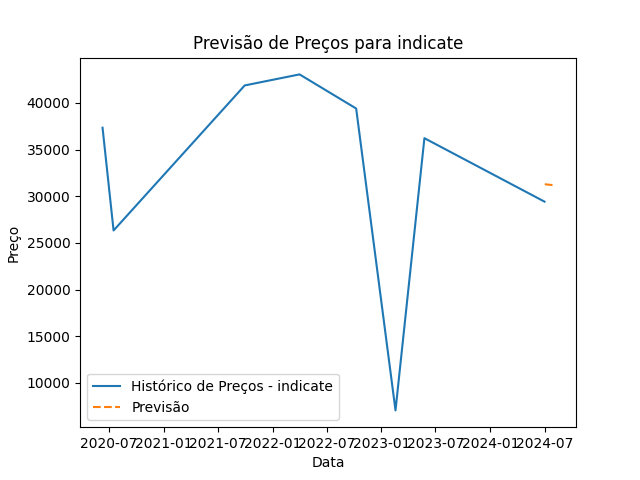 Previsão de Preços para indicate
Preço
40000
35000
30000
25000
20000
15000
10000
Histórico de Preços - indicate
Previsão
2020-07 2021-01 2021-07 2022-01 2022-07 2023-01 2023-07 2024-01 2024-07
Data